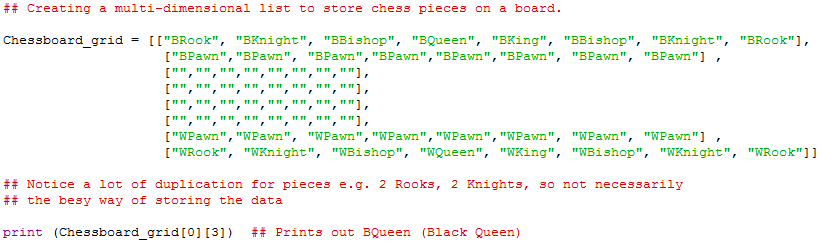 ## Creating a multi-dimensional list to store chess pieces on a board.
Chessboard_grid = [["BRook", "BKnight", "BBishop", "BQueen", "BKing", "BBishop", "BKnight", "BRook"],
["BPawn","BPawn", "BPawn","BPawn","BPawn","BPawn", "BPawn", "BPawn"] ,
["","","","","","","",""],
["","","","","","","",""],
["","","","","","","",""],
["","","","","","","",""],
["WPawn","WPawn", "WPawn","WPawn","WPawn","WPawn", "WPawn", "WPawn"] ,
["WRook", "WKnight", "WBishop", "WQueen", "WKing", "WBishop", "WKnight", "WRook"]]
## Notice a lot of duplication for pieces e.g. 2 Rooks, 2 Knights, so not necessarily
## the besy way of storing the data
print (Chessboard_grid[0][3])  ## Prints out BQueen (Black Queen)